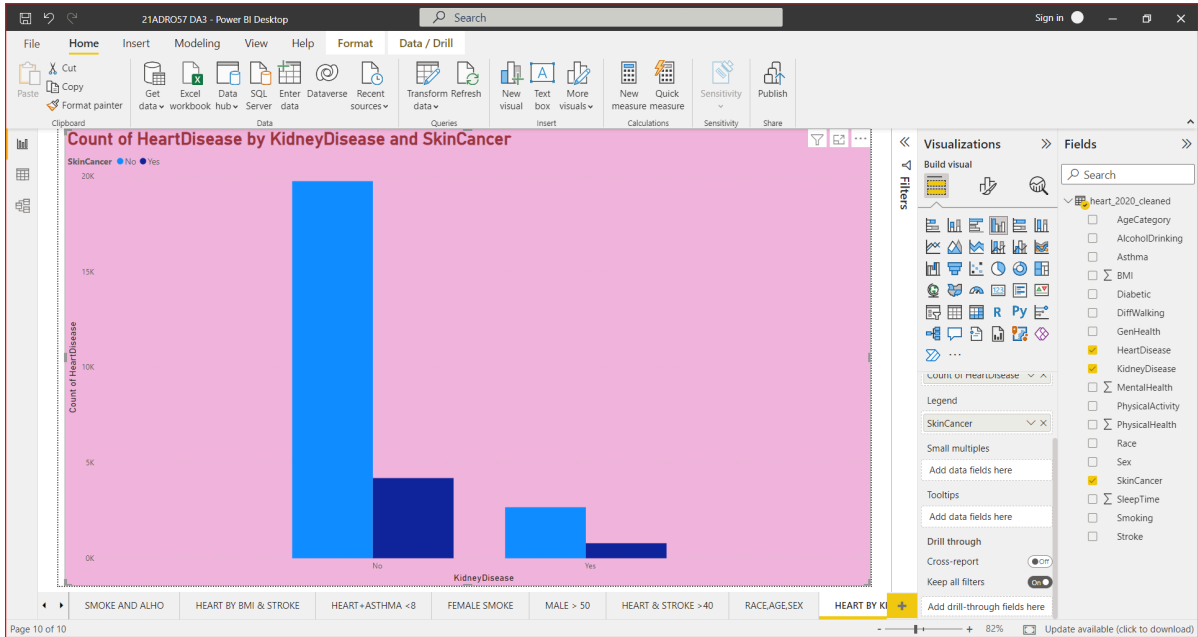 21ADRO57 DA3 - Power BI Desktop
Search
Sign in
File Home Insert Modeling View Help Format Data / Drill
Paste
Cut
Copy
Format painter
Get data
Excel workbook
Data hub
SQL Server
Enter data
Dataverse
Recent sources
Transform data
Refresh
New visual
Text box
More visuals
New measure
Quick measure
Sensitivity
Publish
Clipboard
Data
Queries
Insert
Calculations
Sensitivity
Share
Count of HeartDisease by KidneyDisease and SkinCancer
SkinCancer No Yes
20K
15K
10K
5K
0K
Count of HeartDisease
No
Yes
KidneyDisease
Filters
Visualizations
Build visual
123
R
Py
...
Count of HeartDisease
Legend
SkinCancer
Small multiples
Add data fields here
Tooltips
Add data fields here
Drill through
Cross-report
Off
Keep all filters
On
Add drill-through fields here
Fields
Search
heart_2020_cleaned
AgeCategory
AlcoholDrinking
Asthma
∑ BMI
Diabetic
DiffWalking
GenHealth
HeartDisease
KidneyDisease
∑ MentalHealth
PhysicalActivity
∑ PhysicalHealth
Race
Sex
SkinCancer
∑ SleepTime
Smoking
Stroke
SMOKE AND ALHO
HEART BY BMI & STROKE
HEART+ASTHMA <8
FEMALE SMOKE
MALE > 50
HEART & STROKE >40
RACE,AGE,SEX
HEART BY KI
+
Page 10 of 10
- + 82%
Update available (click to download)